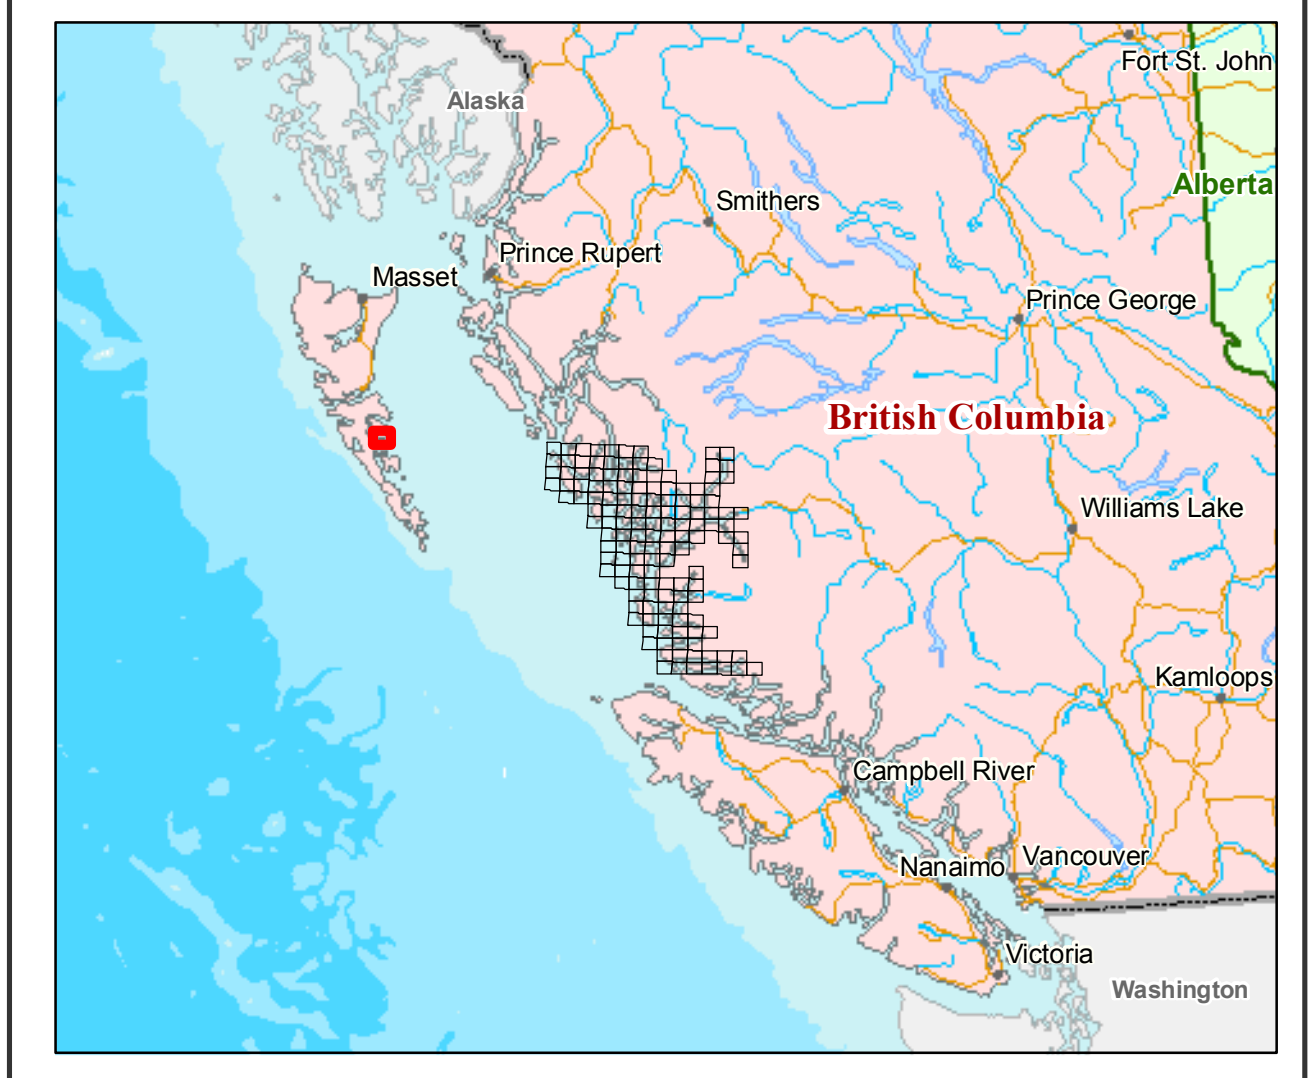 Fort St. John
Alaska
Alberta
Smithers
Prince Rupert
Masset
Prince George
British Columbia
Williams Lake
Kamloops
Campbell River
Vancouver
Nanaimo
Victoria
Washington